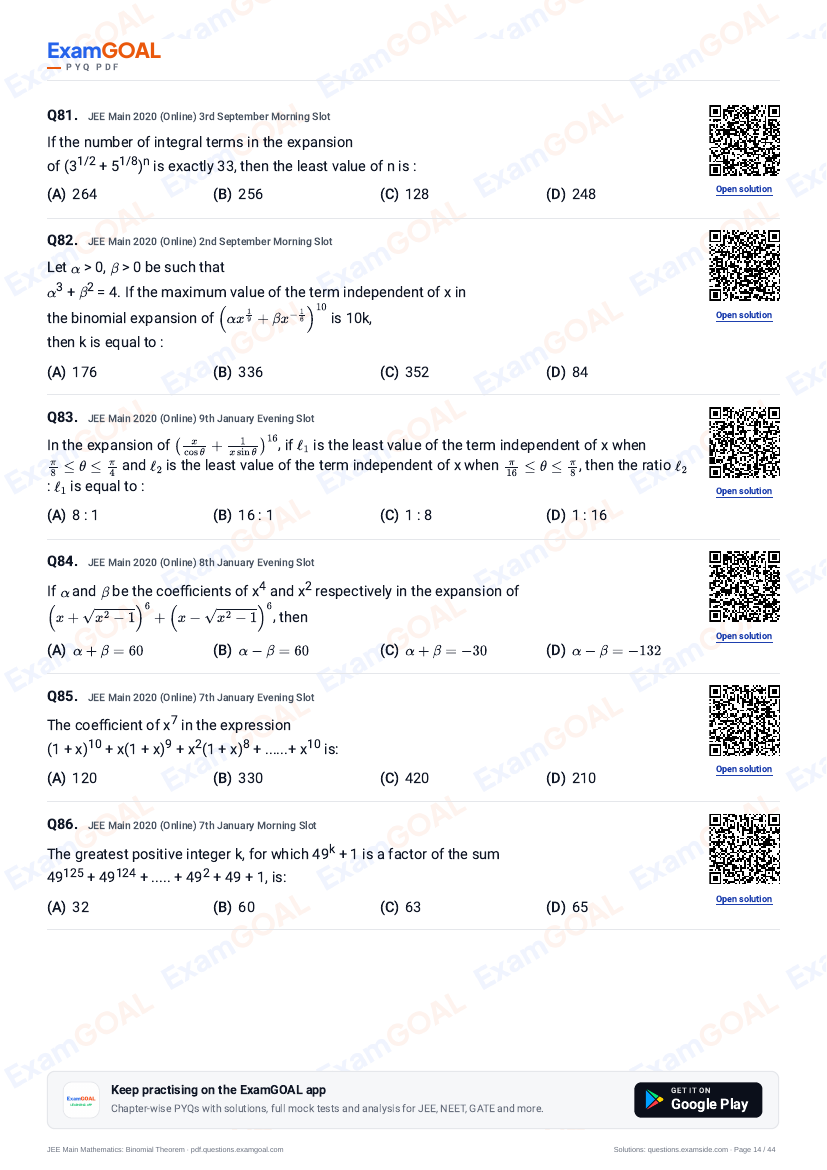 ExamGOAL
PYQ PDF
Q81. JEE Main 2020 (Online) 3rd September Morning Slot
If the number of integral terms in the expansion
of (3^{1/2} + 5^{1/8})^n is exactly 33, then the least value of n is :
(A) 264 (B) 256 (C) 128 (D) 248
Open solution
Q82. JEE Main 2020 (Online) 2nd September Morning Slot
Let α > 0, β > 0 be such that
α^3 + β^2 = 4. If the maximum value of the term independent of x in
the binomial expansion of (αx^{1/9} + βx^{-1/6})^{10} is 10k,
then k is equal to :
(A) 176 (B) 336 (C) 352 (D) 84
Open solution
Q83. JEE Main 2020 (Online) 9th January Evening Slot
In the expansion of (x/cos θ + 1/x sin θ)^{16}, if ℓ_1 is the least value of the term independent of x when
π/8 ≤ θ ≤ π/4 and ℓ_2 is the least value of the term independent of x when π/16 ≤ θ ≤ π/8, then the ratio ℓ_2
: ℓ_1 is equal to :
(A) 8 : 1 (B) 16 : 1 (C) 1 : 8 (D) 1 : 16
Open solution
Q84. JEE Main 2020 (Online) 8th January Evening Slot
If α and β be the coefficients of x^4 and x^2 respectively in the expansion of
(x + √(x^2 − 1))^6 + (x − √(x^2 − 1))^6, then
(A) α + β = 60 (B) α − β = 60 (C) α + β = −30 (D) α − β = −132
Open solution
Q85. JEE Main 2020 (Online) 7th January Evening Slot
The coefficient of x^7 in the expression
(1 + x)^{10} + x(1 + x)^9 + x^2(1 + x)^8 + ......+ x^{10} is:
(A) 120 (B) 330 (C) 420 (D) 210
Open solution
Q86. JEE Main 2020 (Online) 7th January Morning Slot
The greatest positive integer k, for which 49^k + 1 is a factor of the sum
49^{125} + 49^{124} + ..... + 49^2 + 49 + 1, is:
(A) 32 (B) 60 (C) 63 (D) 65
Open solution
ExamGOAL
Keep practising on the ExamGOAL app
Chapter-wise PYQs with solutions, full mock tests and analysis for JEE, NEET, GATE and more.
GET IT ON
Google Play
JEE Main Mathematics: Binomial Theorem · pdf.questions.examgoal.com
Solutions: questions.examside.com · Page 14 / 44